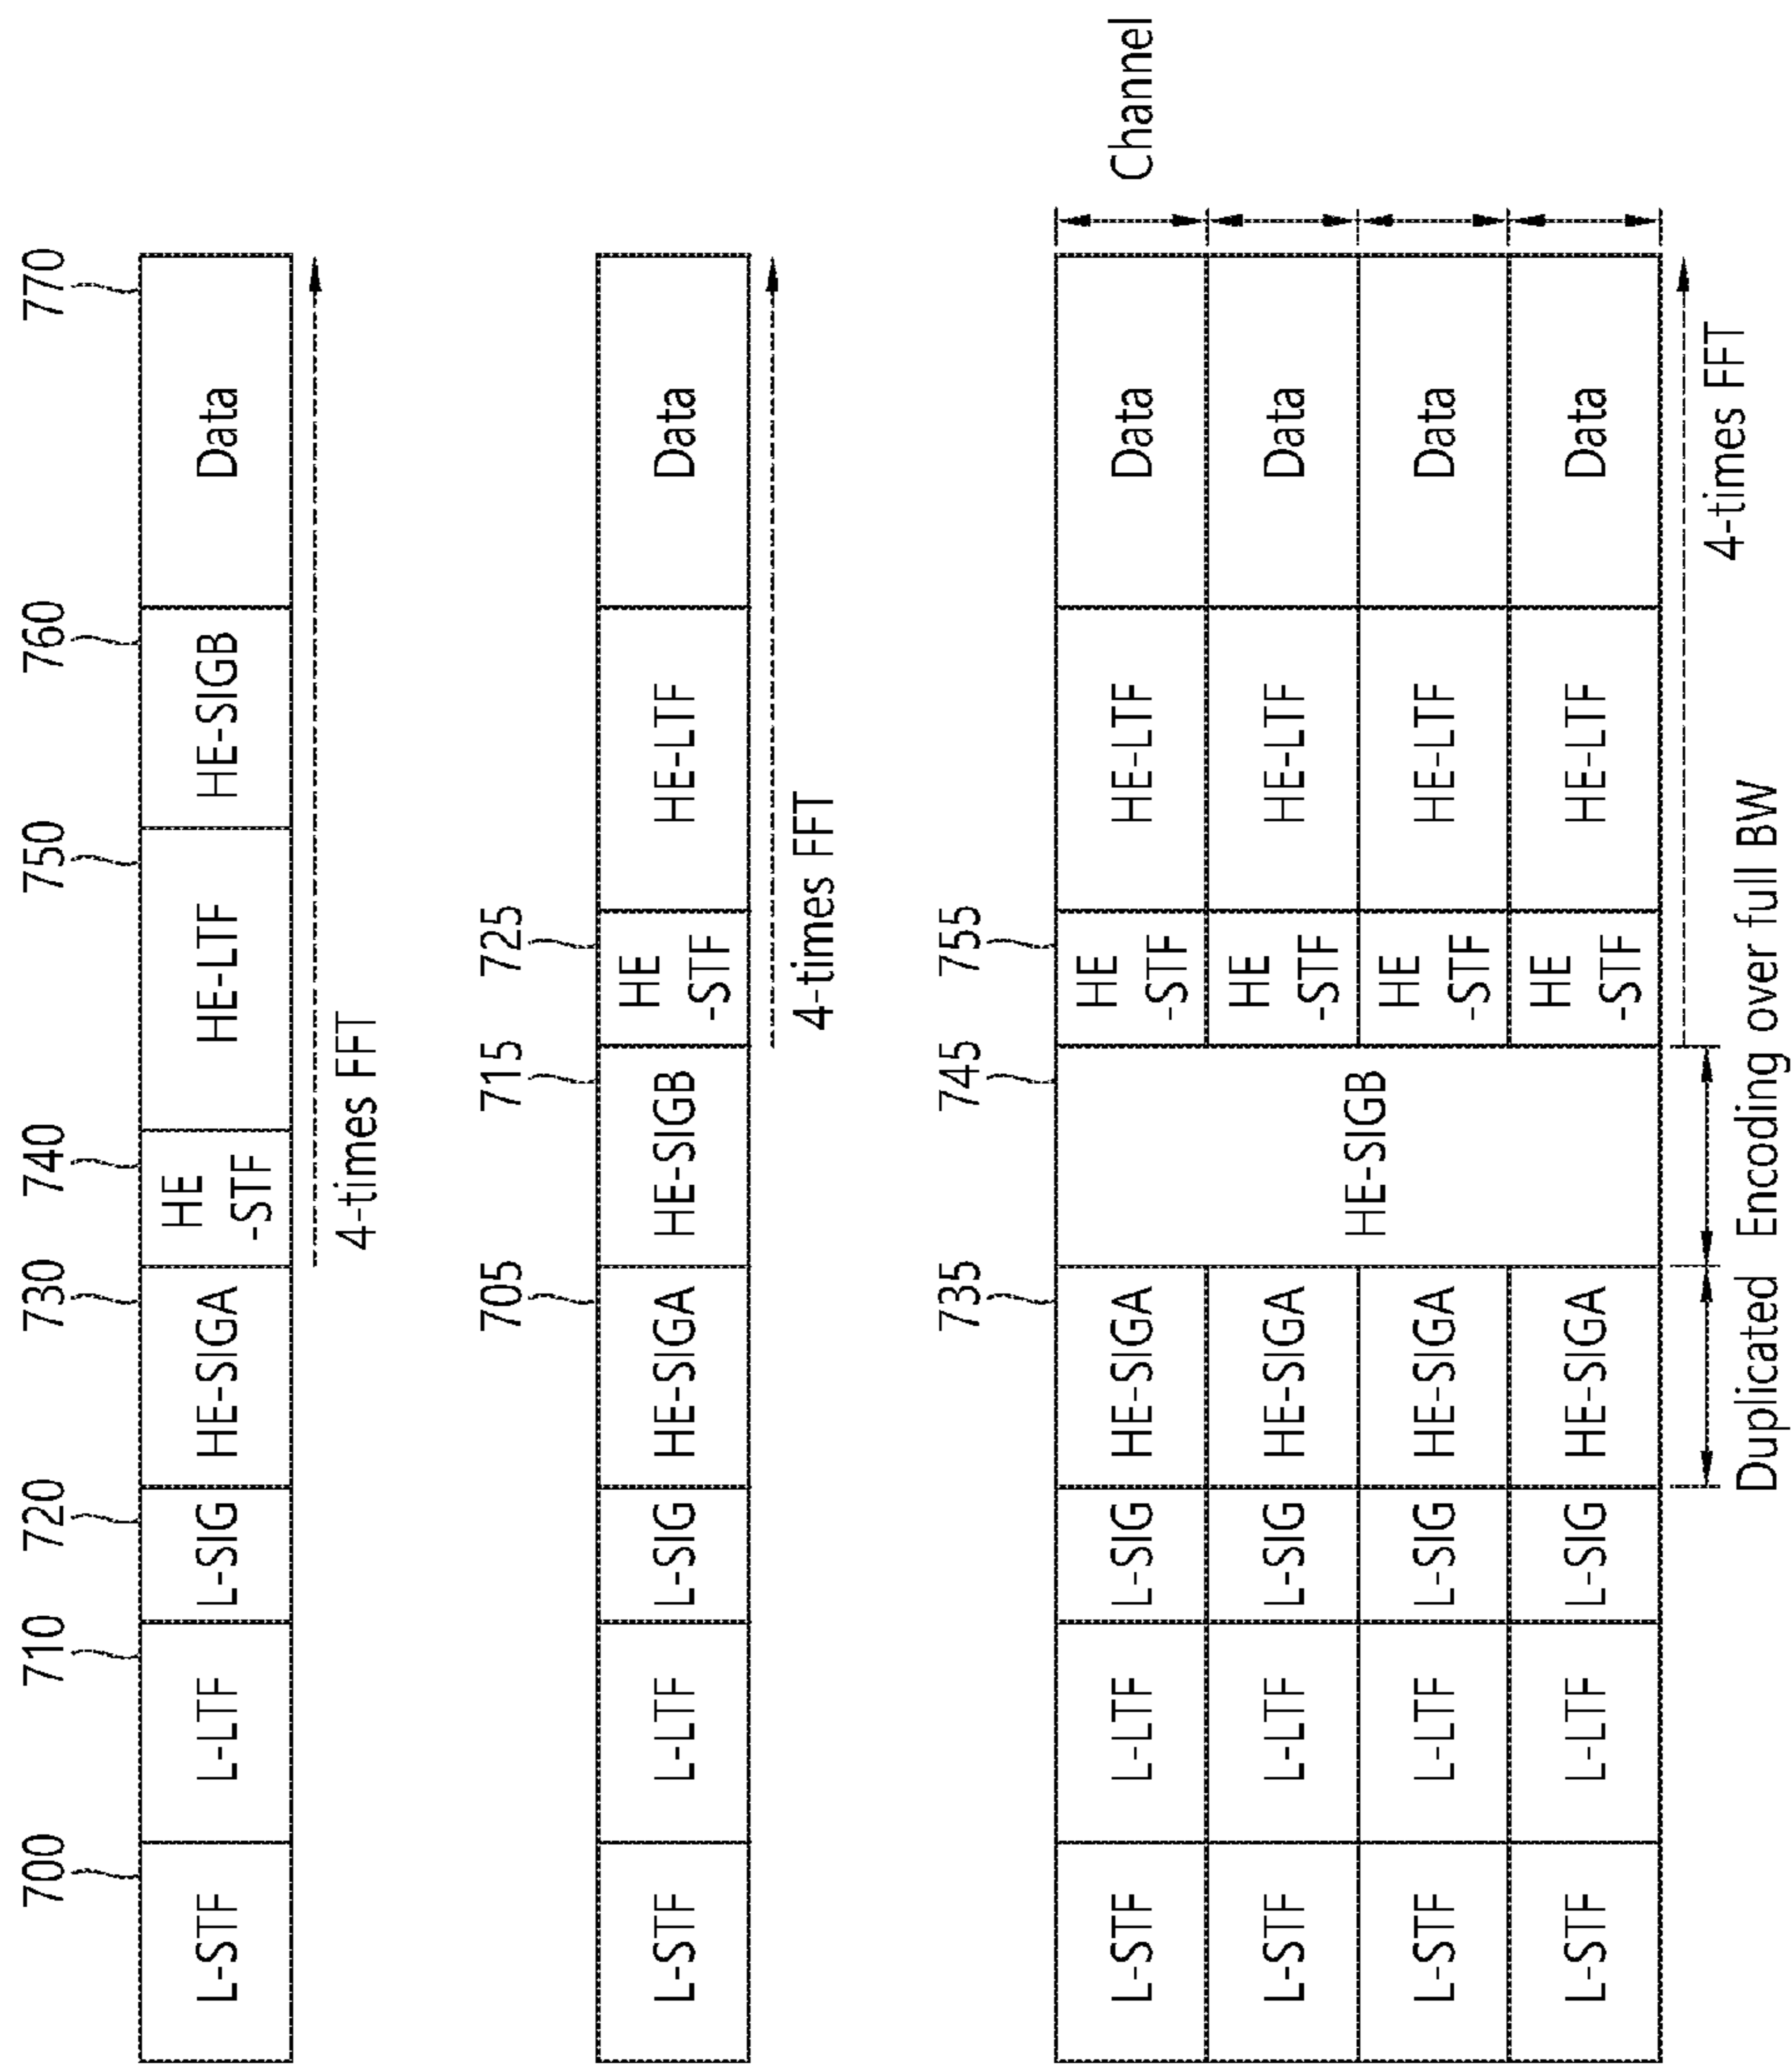 700 710 720 730 740 750 760 770
L-STF L-LTF L-SIG HE-SIGA HE -STF HE-LTF HE-SIGB Data
4-times FFT
705 715 725
L-STF L-LTF L-SIG HE-SIGA HE-SIGB HE -STF HE-LTF Data
4-times FFT
735 745 755
Channel
L-STF L-LTF L-SIG HE-SIGA HE -STF HE-LTF Data
L-STF L-LTF L-SIG HE-SIGA HE -STF HE-LTF Data
HE-SIGB
L-STF L-LTF L-SIG HE-SIGA HE -STF HE-LTF Data
L-STF L-LTF L-SIG HE-SIGA HE -STF HE-LTF Data
4-times FFT
Duplicated Encoding over full BW